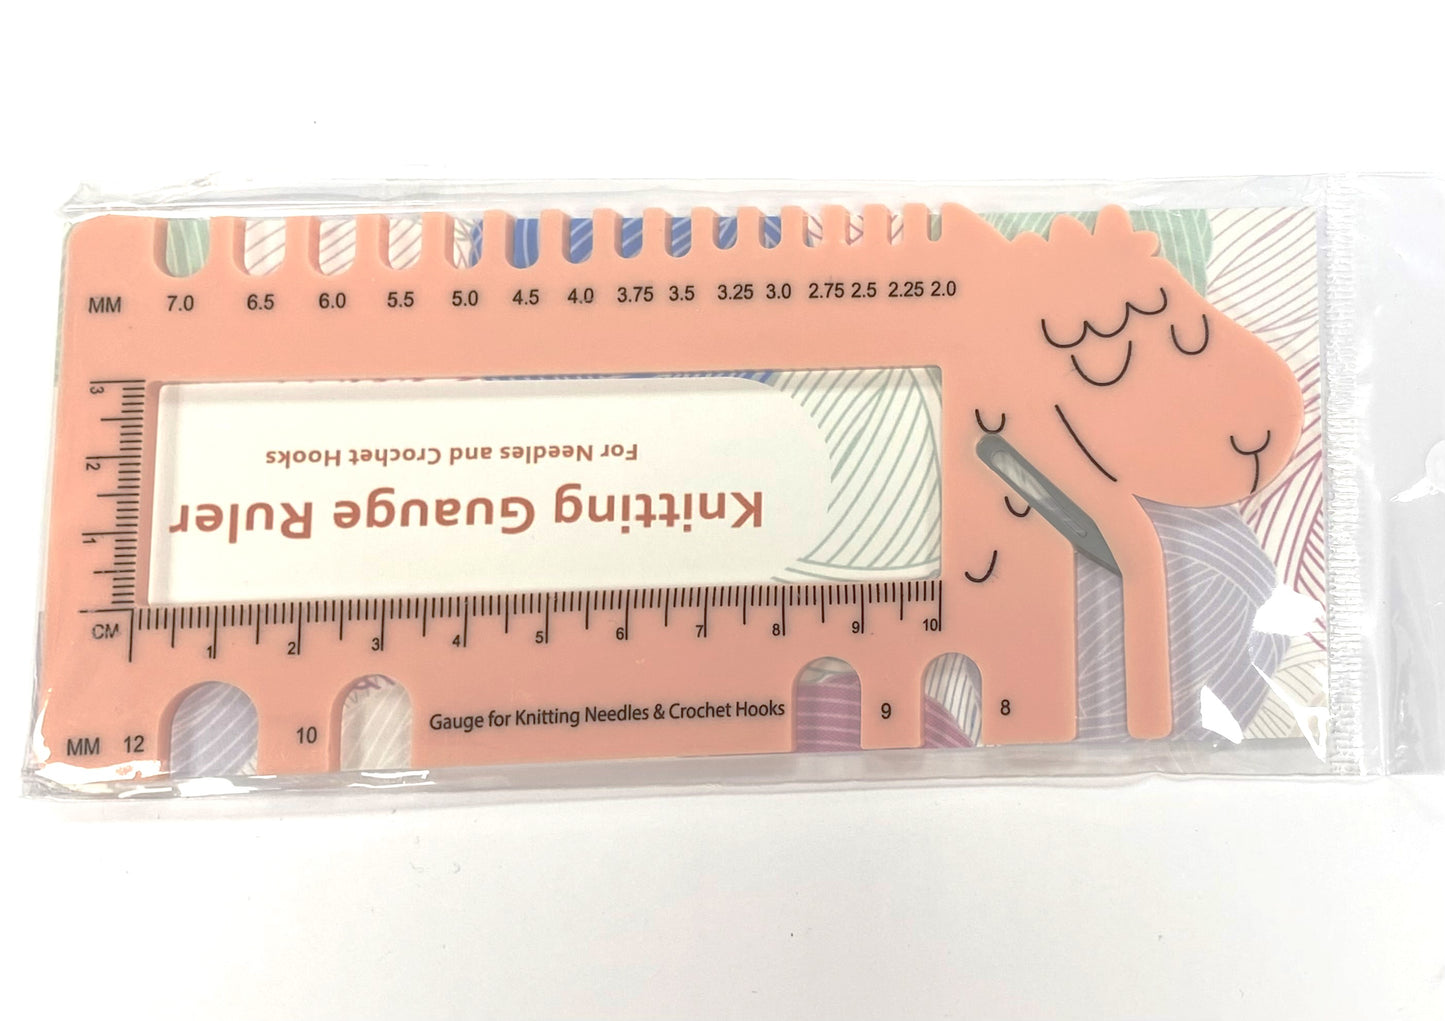 MM 7.0 6.5 6.0 5.5 5.0 4.5 4.0 3.75 3.5 3.25 3.0 2.75 2.5 2.25 2.0
3
2
1
For Needles and Crochet Hooks
Knitting Guauge Ruler
CM 1 2 3 4 5 6 7 8 9 10
MM 12 10 Gauge for Knitting Needles & Crochet Hooks 9 8